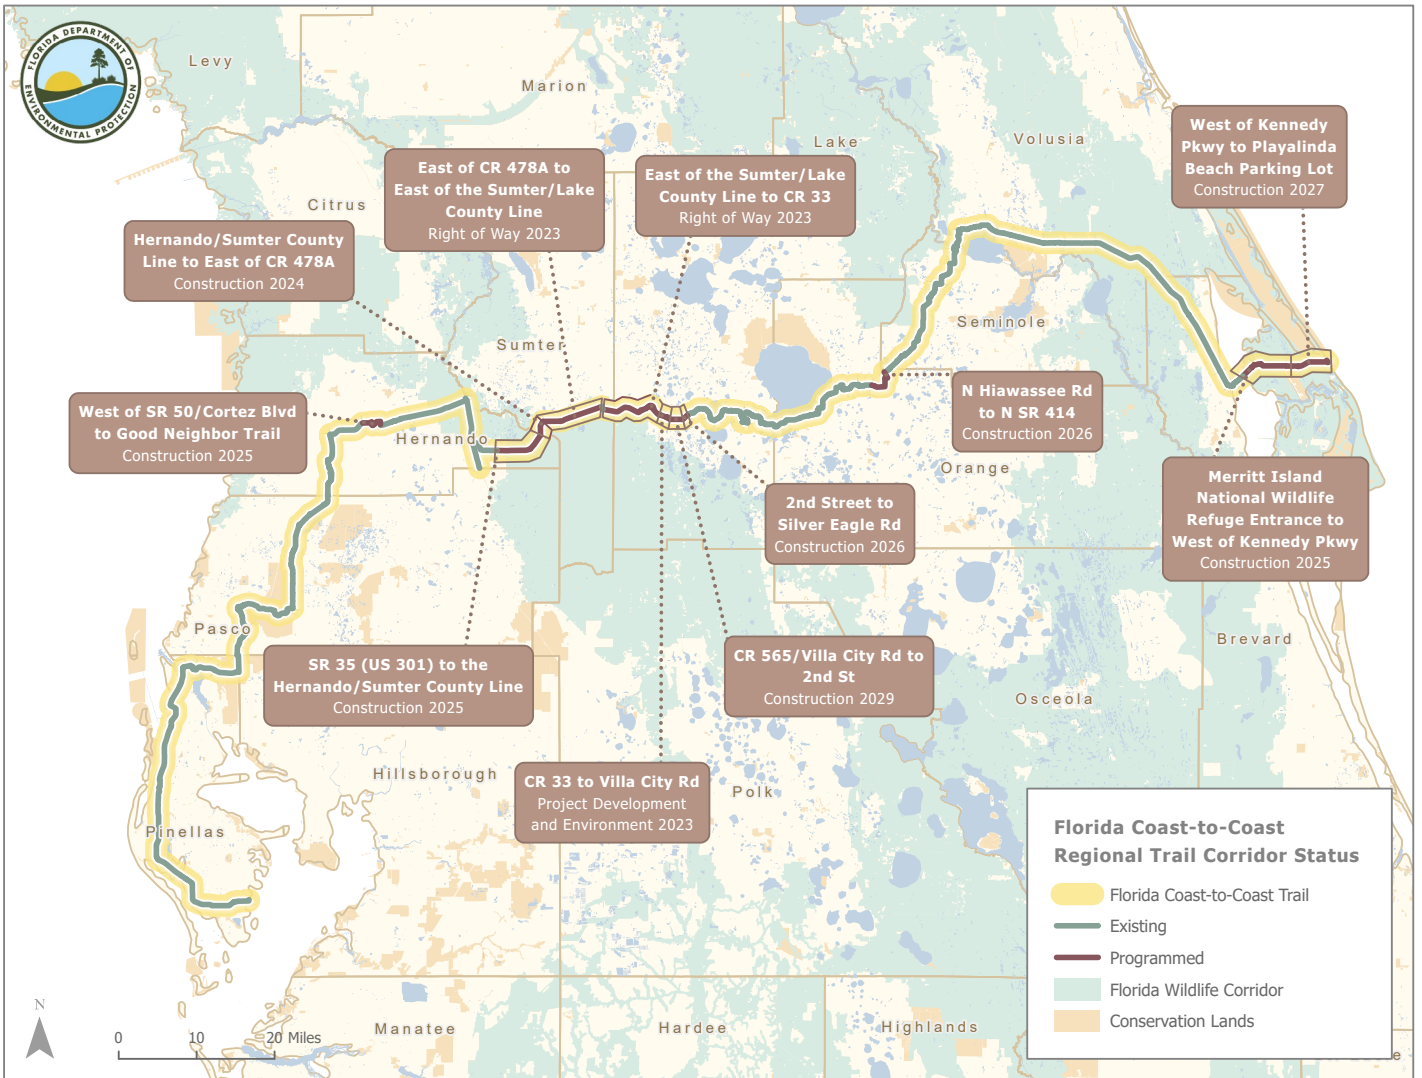 FLORIDA DEPARTMENT OF
ENVIRONMENTAL PROTECTION
Levy
Marion
Lake
Volusia
Citrus
Sumter
Seminole
Hernando
Orange
Pasco
Brevard
Osceola
Hillsborough
Polk
Pinellas
Manatee
Hardee
Highlands
West of Kennedy
Pkwy to Playalinda
Beach Parking Lot
Construction 2027
East of CR 478A to
East of the Sumter/Lake
County Line
Right of Way 2023
East of the Sumter/Lake
County Line to CR 33
Right of Way 2023
Hernando/Sumter County
Line to East of CR 478A
Construction 2024
West of SR 50/Cortez Blvd
to Good Neighbor Trail
Construction 2025
N Hiawassee Rd
to N SR 414
Construction 2026
Merritt Island
National Wildlife
Refuge Entrance to
West of Kennedy Pkwy
Construction 2025
2nd Street to
Silver Eagle Rd
Construction 2026
SR 35 (US 301) to the
Hernando/Sumter County Line
Construction 2025
CR 565/Villa City Rd to
2nd St
Construction 2029
CR 33 to Villa City Rd
Project Development
and Environment 2023
Florida Coast-to-Coast
Regional Trail Corridor Status
Florida Coast-to-Coast Trail
Existing
Programmed
Florida Wildlife Corridor
Conservation Lands
N
0 10 20 Miles